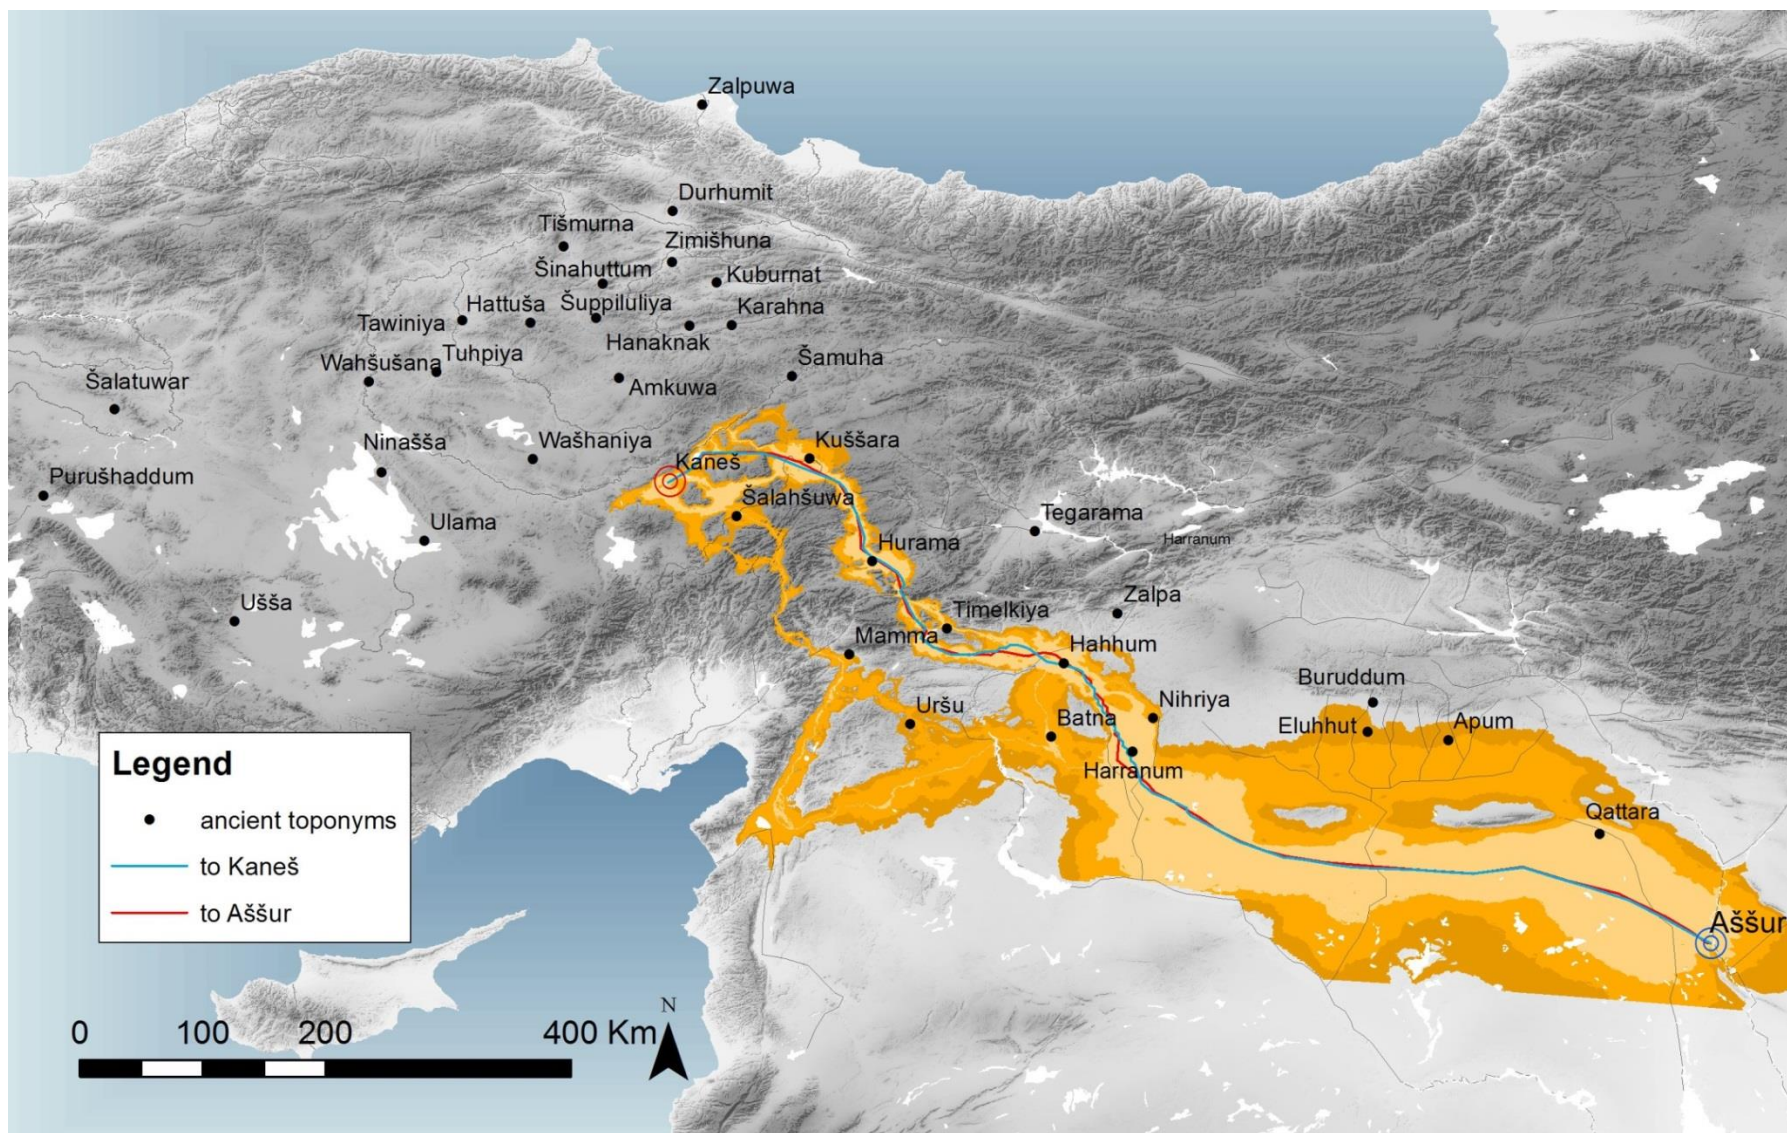 Zalpuwa
Durhumit
Tišmurna
Zimišhuna
Šinahuttum
Kuburnat
Hattuša
Šuppiluliya
Karahna
Tawiniya
Hanaknak
Wahšušana
Tuhpiya
Šamuha
Šalatuwar
Amkuwa
Ninašša
Wašhaniya
Kuššara
Kaneš
Purušhaddum
Šalahšuwa
Ulama
Tegarama
Harranum
Hurama
Ušša
Zalpa
Timelkiya
Mamma
Hahhum
Buruddum
Nihriya
Uršu
Batna
Eluhhut
Apum
Harranum
Qattara
Aššur
Legend
ancient toponyms
to Kaneš
to Aššur
0 100 200 400 Km
N